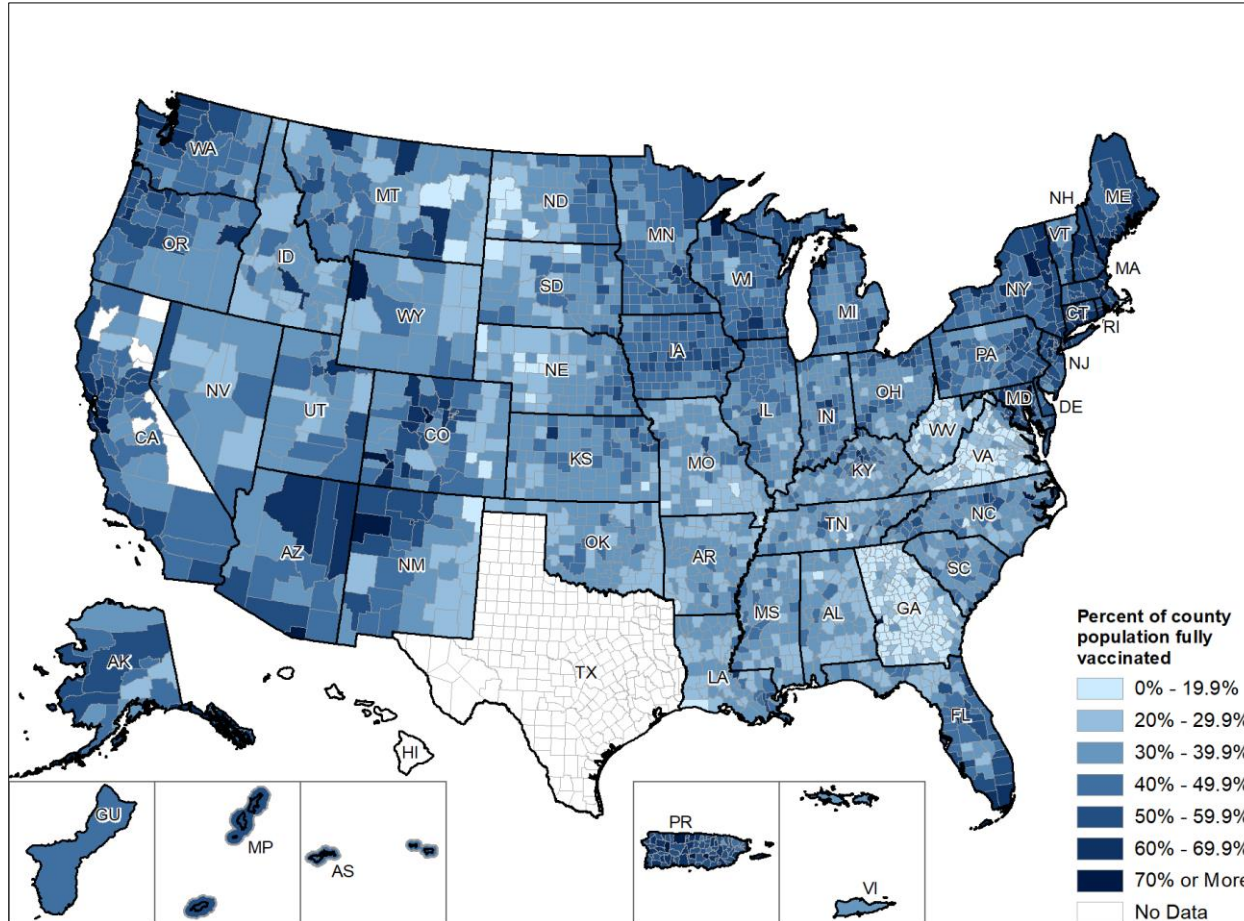 WA
MT
ND
MN
OR
ID
SD
WI
MI
WY
NH
ME
VT
MA
NY
CT
RI
IA
NE
PA
NJ
NV
UT
CO
IL
IN
OH
MD
DE
CA
KS
MO
WV
VA
KY
AZ
NM
OK
AR
TN
NC
SC
MS
AL
GA
TX
LA
FL
AK
HI
GU
MP
AS
PR
VI
Percent of county
population fully
vaccinated
0% - 19.9%
20% - 29.9%
30% - 39.9%
40% - 49.9%
50% - 59.9%
60% - 69.9%
70% or More
No Data